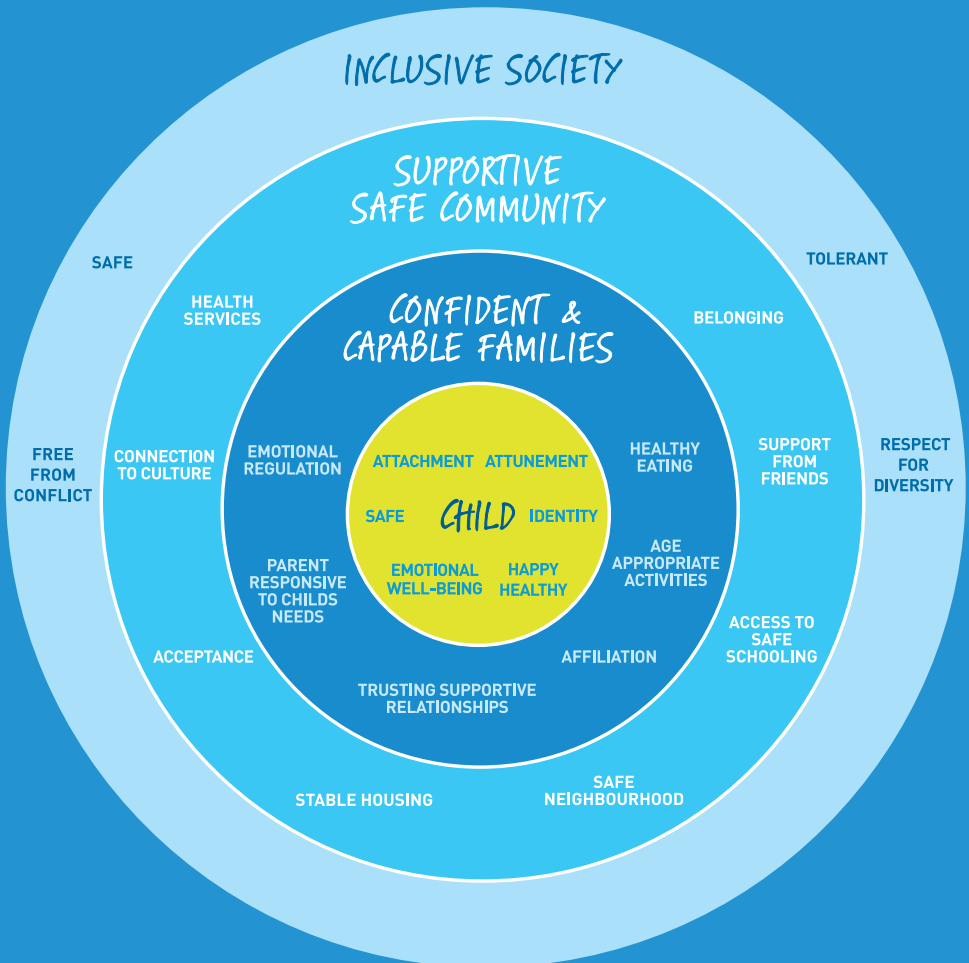 INCLUSIVE SOCIETY
SUPPORTIVE
SAFE COMMUNITY
SAFE
TOLERANT
HEALTH
SERVICES
BELONGING
CONFIDENT &
CAPABLE FAMILIES
FREE
FROM
CONFLICT
CONNECTION
TO CULTURE
EMOTIONAL
REGULATION
ATTACHMENT ATTUNEMENT
HEALTHY
EATING
SUPPORT
FROM
FRIENDS
RESPECT
FOR
DIVERSITY
SAFE CHILD IDENTITY
EMOTIONAL
WELL-BEING
HAPPY
HEALTHY
PARENT
RESPONSIVE
TO CHILDS
NEEDS
AGE
APPROPRIATE
ACTIVITIES
ACCEPTANCE
AFFILIATION
ACCESS TO
SAFE
SCHOOLING
TRUSTING SUPPORTIVE
RELATIONSHIPS
STABLE HOUSING
SAFE
NEIGHBOURHOOD